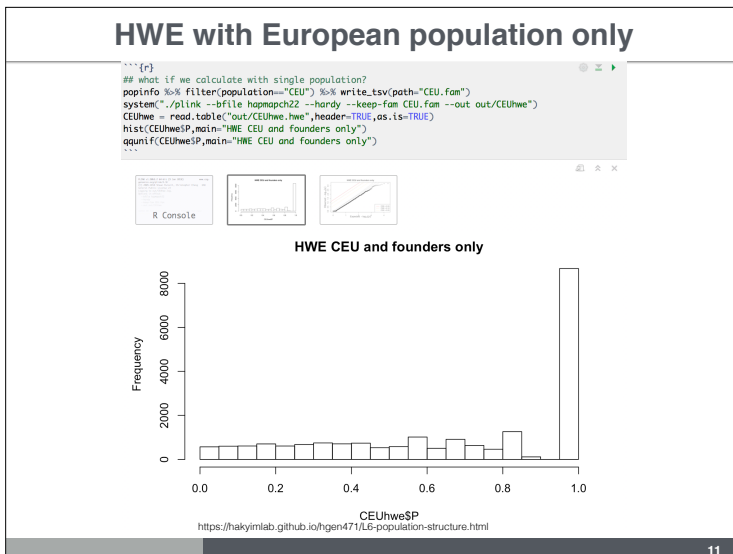 HWE with European population only
```{r}
## what if we calculate with single population?
popinfo %>% filter(population=="CEU") %>% write_tsv(path="CEU.fam")
system("./plink --bfile hapmapch22 --hardy --keep-fam CEU.fam --out out/CEUhwe")
CEUhwe = read.table("out/CEUhwe.hwe",header=TRUE,as.is=TRUE)
hist(CEUhwe$P,main="HWE CEU and founders only")
qqunif(CEUhwe$P,main="HWE CEU and founders only")
```
R Console
HWE CEU and founders only
Frequency
8000
6000
4000
2000
0
0.0 0.2 0.4 0.6 0.8 1.0
CEUhwe$P
https://hakyimlab.github.io/hgen471/L6-population-structure.html
11